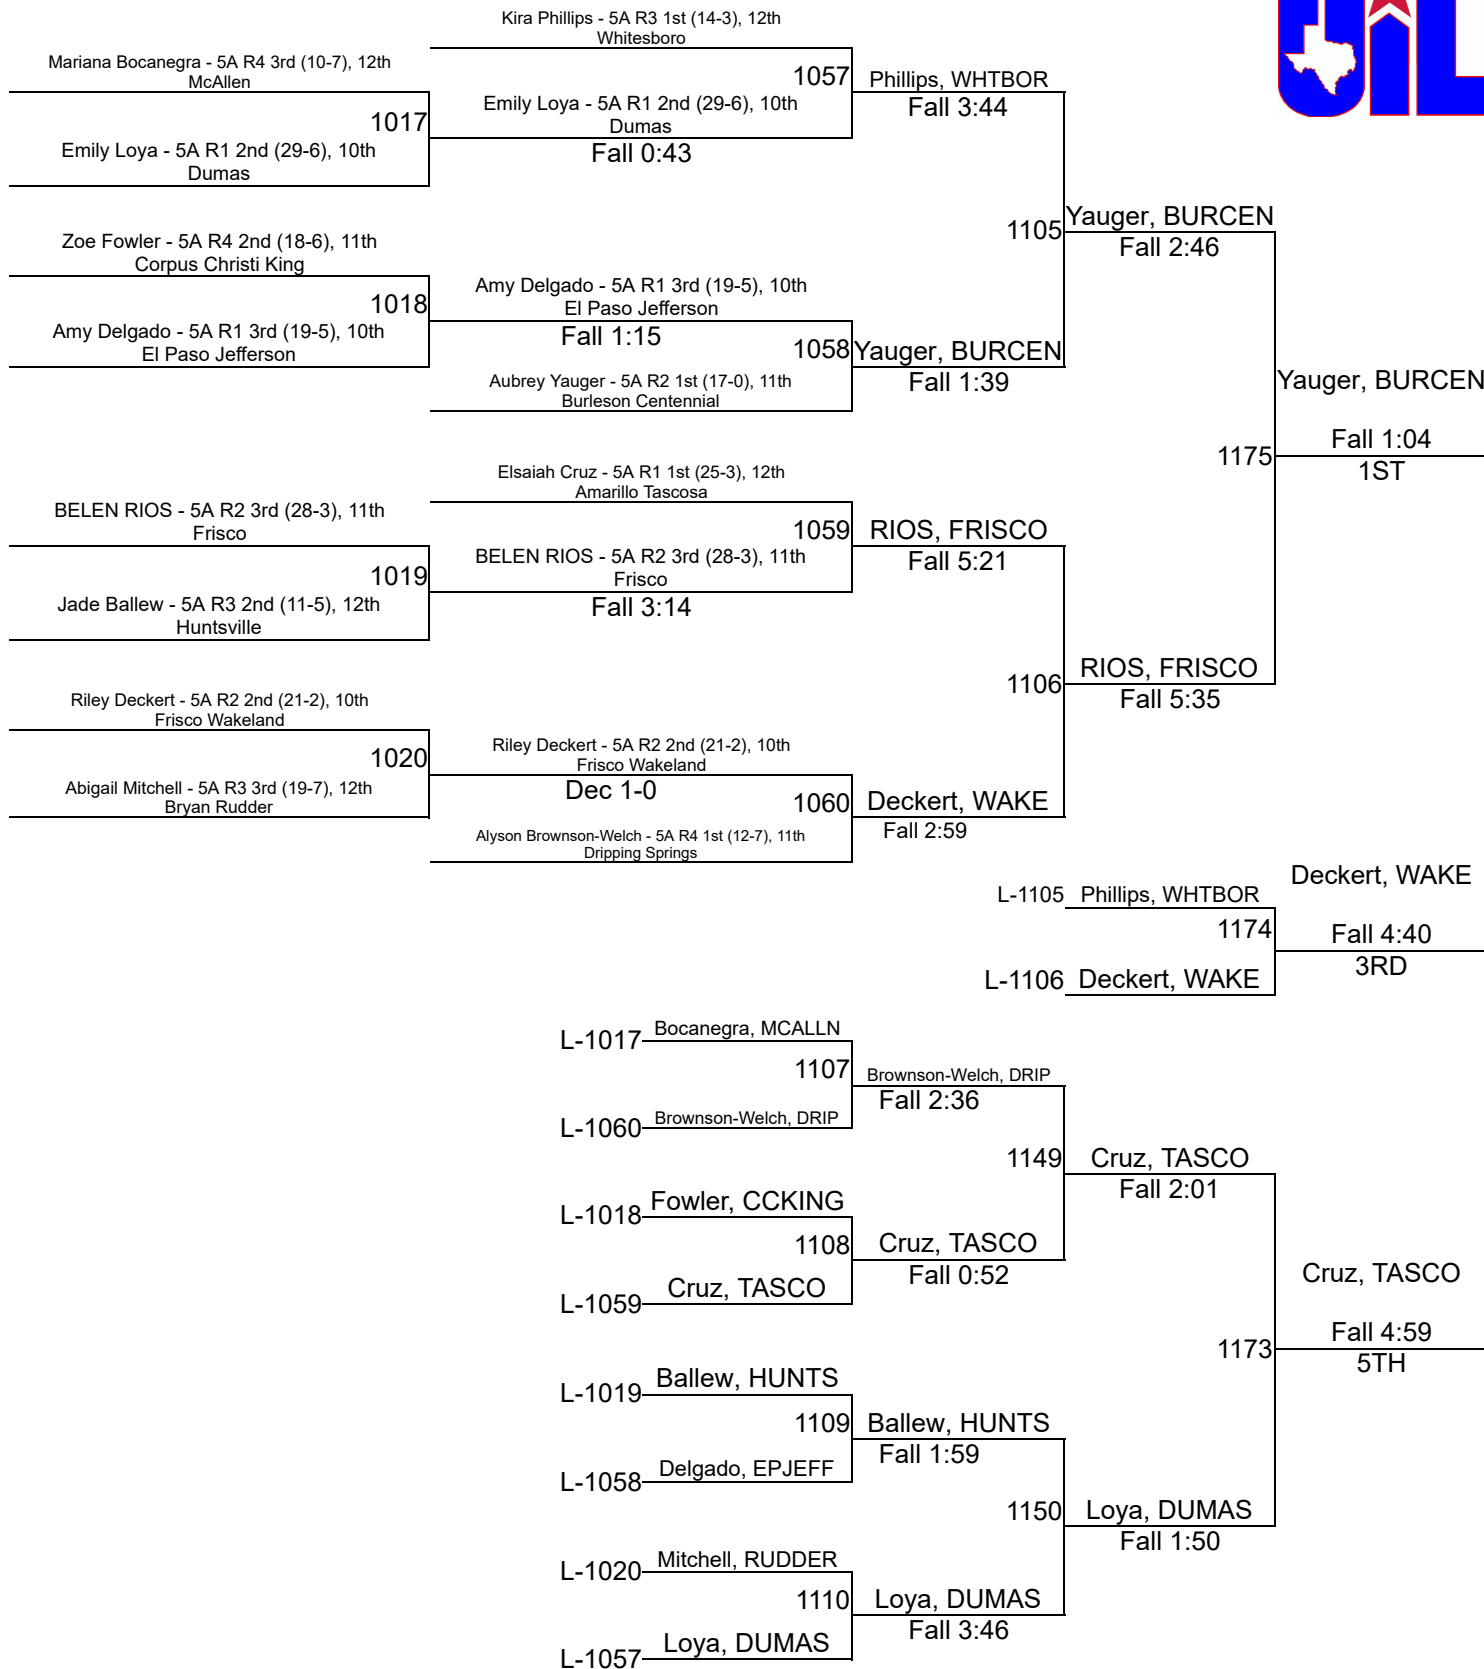 Kira Phillips - 5A R3 1st (14-3), 12th
Whitesboro
UIL
Mariana Bocanegra - 5A R4 3rd (10-7), 12th
McAllen
1057
Phillips, WHTBOR
Fall 3:44
Emily Loya - 5A R1 2nd (29-6), 10th
Dumas
Fall 0:43
1017
Emily Loya - 5A R1 2nd (29-6), 10th
Dumas
1105
Yauger, BURCEN
Fall 2:46
Zoe Fowler - 5A R4 2nd (18-6), 11th
Corpus Christi King
1018
Amy Delgado - 5A R1 3rd (19-5), 10th
El Paso Jefferson
Fall 1:15
Amy Delgado - 5A R1 3rd (19-5), 10th
El Paso Jefferson
1058
Yauger, BURCEN
Fall 1:39
Aubrey Yauger - 5A R2 1st (17-0), 11th
Burleson Centennial
Yauger, BURCEN
Fall 1:04
1175
1ST
Elsaiah Cruz - 5A R1 1st (25-3), 12th
Amarillo Tascosa
BELEN RIOS - 5A R2 3rd (28-3), 11th
Frisco
1059
RIOS, FRISCO
Fall 5:21
BELEN RIOS - 5A R2 3rd (28-3), 11th
Frisco
Fall 3:14
1019
Jade Ballew - 5A R3 2nd (11-5), 12th
Huntsville
1106
RIOS, FRISCO
Fall 5:35
Riley Deckert - 5A R2 2nd (21-2), 10th
Frisco Wakeland
1020
Riley Deckert - 5A R2 2nd (21-2), 10th
Frisco Wakeland
Dec 1-0
Abigail Mitchell - 5A R3 3rd (19-7), 12th
Bryan Rudder
1060
Deckert, WAKE
Fall 2:59
Alyson Brownson-Welch - 5A R4 1st (12-7), 11th
Dripping Springs
L-1105 Phillips, WHTBOR
Deckert, WAKE
1174
Fall 4:40
3RD
L-1106 Deckert, WAKE
L-1017 Bocanegra, MCALLN
1107
Brownson-Welch, DRIP
Fall 2:36
L-1060 Brownson-Welch, DRIP
1149
Cruz, TASCO
Fall 2:01
L-1018 Fowler, CCKING
1108
Cruz, TASCO
Fall 0:52
L-1059 Cruz, TASCO
Cruz, TASCO
Fall 4:59
1173
5TH
L-1019 Ballew, HUNTS
1109
Ballew, HUNTS
Fall 1:59
L-1058 Delgado, EPJEFF
1150
Loya, DUMAS
Fall 1:50
L-1020 Mitchell, RUDDER
1110
Loya, DUMAS
Fall 3:46
L-1057 Loya, DUMAS